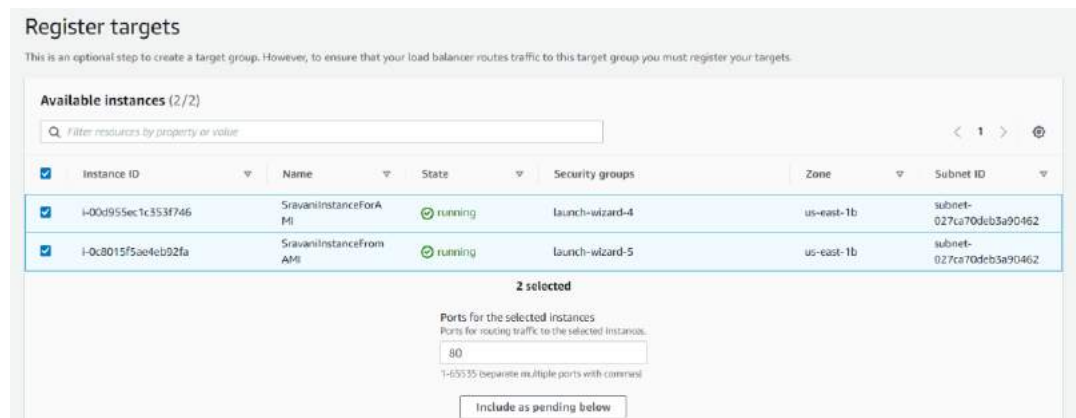 Register targets
This is an optional step to create a target group. However, to ensure that your load balancer routes traffic to this target group you must register your targets.
Available instances (2/2)
Filter resources by property or value
1
Instance ID Name State Security groups Zone Subnet ID
i-00d955ec1c353f746 SravaniInstanceForA running launch-wizard-4 us-east-1b subnet-
MI 027ca70deb3a90462
i-0c8015f5ae4eb92fa SravaniInstanceFrom running launch-wizard-5 us-east-1b subnet-
AMI 027ca70deb3a90462
2 selected
Ports for the selected instances
Ports for routing traffic to the selected instances.
80
1-65535 (separate multiple ports with commas)
Include as pending below